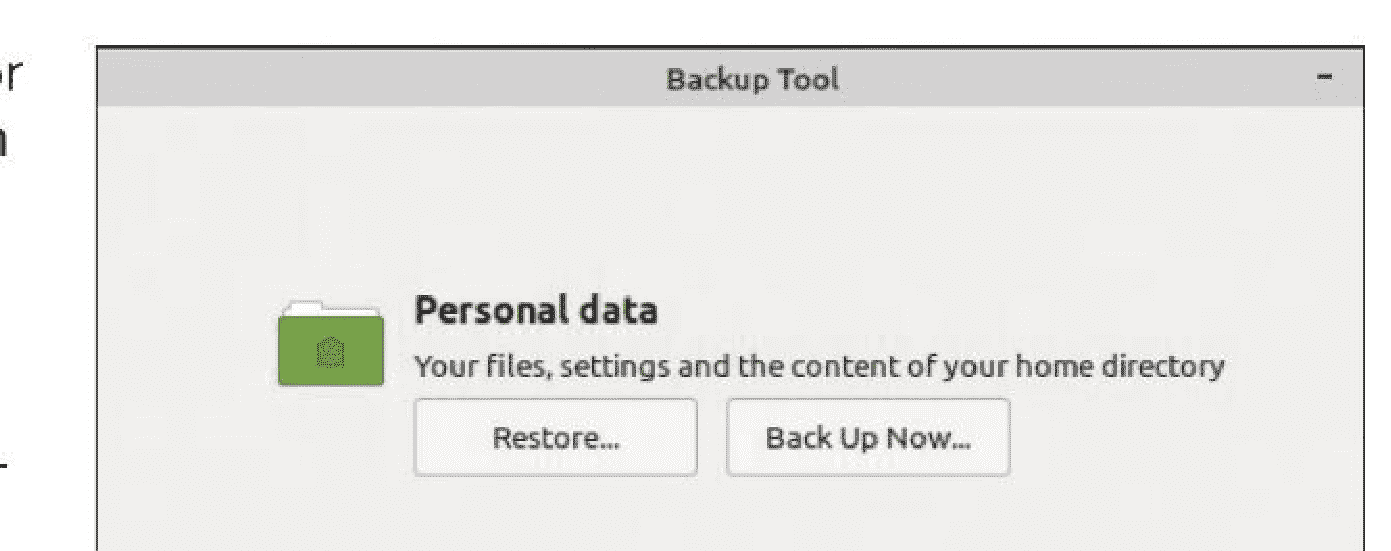 Backup Tool
Personal data
Your files, settings and the content of your home directory
Restore...
Back Up Now...